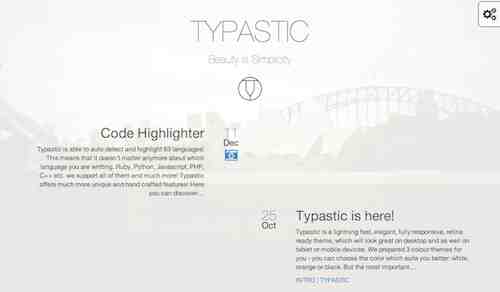 TYPASTIC
Beauty is Simplicity
Code Highlighter
11
Dec
Typastic is able to auto detect and highlight 63 languages!
This means that it doesn't matter anymore about which
language you are writing. Ruby, Python, Javascript, PHP,
C++ etc. we support all of them and much more! Typastic
offers much more unique and hand crafted features! Here
you can discover...
25
Oct
Typastic is here!
Typastic is a lightning fast, elegant, fully responsive, retina
ready theme, which will look great on desktop and as well on
tablet or mobile devices. We prepared 3 colour themes for
you - you can choose the color which suits you better: white,
orange or black. But the most important...
INTRO | TYPASTIC